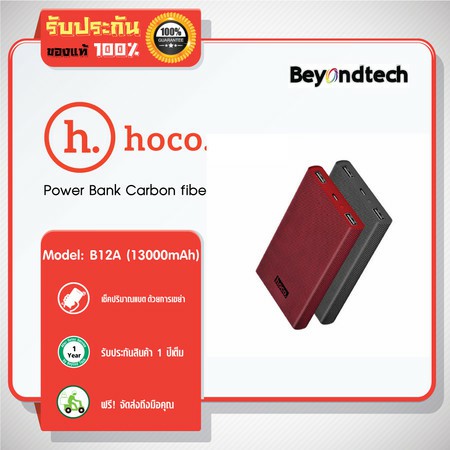 รับประกัน
ของแท้ 100%
100%
GUARANTEE
Beyondtech
h. hoco.
Power Bank Carbon fibe
Model: B12A (13000mAh)
เช็คปริมาณแบต ด้วยการเขย่า
1
Year
รับประกันสินค้า 1 ปีเต็ม
ฟรี! จัดส่งถึงมือคุณ
hoco.